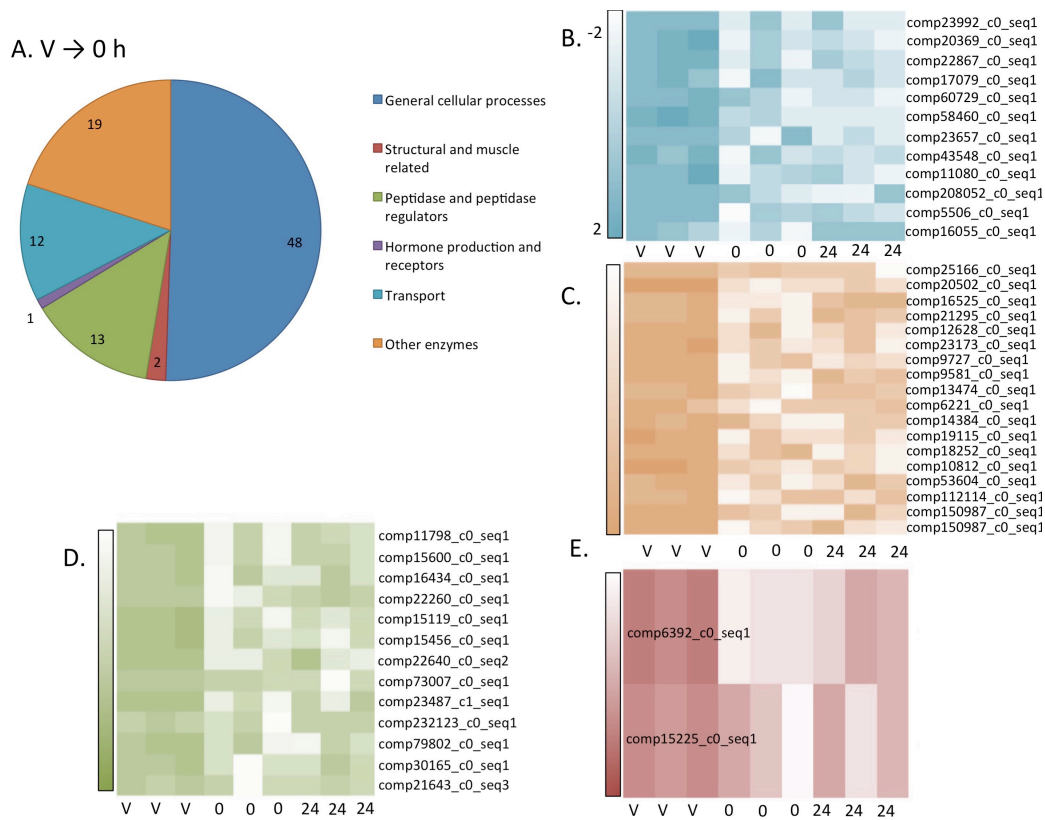 A. V → 0 h
19
48
12
1
13
2
General cellular processes
Structural and muscle
related
Peptidase and peptidase
regulators
Hormone production and
receptors
Transport
Other enzymes
B.
-2
2
comp23992_c0_seq1
comp20369_c0_seq1
comp22867_c0_seq1
comp17079_c0_seq1
comp60729_c0_seq1
comp58460_c0_seq1
comp23657_c0_seq1
comp43548_c0_seq1
comp11080_c0_seq1
comp208052_c0_seq1
comp5506_c0_seq1
comp16055_c0_seq1
V V V 0 0 0 24 24 24
C.
comp25166_c0_seq1
comp20502_c0_seq1
comp16525_c0_seq1
comp21295_c0_seq1
comp12628_c0_seq1
comp23173_c0_seq1
comp9727_c0_seq1
comp9581_c0_seq1
comp13474_c0_seq1
comp6221_c0_seq1
comp14384_c0_seq1
comp19115_c0_seq1
comp18252_c0_seq1
comp10812_c0_seq1
comp53604_c0_seq1
comp112114_c0_seq1
comp150987_c0_seq1
comp150987_c0_seq1
V V V 0 0 0 24 24 24
D.
comp11798_c0_seq1
comp15600_c0_seq1
comp16434_c0_seq1
comp22260_c0_seq1
comp15119_c0_seq1
comp15456_c0_seq1
comp22640_c0_seq2
comp73007_c0_seq1
comp23487_c1_seq1
comp232123_c0_seq1
comp79802_c0_seq1
comp30165_c0_seq1
comp21643_c0_seq3
V V V 0 0 0 24 24 24
E.
comp6392_c0_seq1
comp15225_c0_seq1
V V V 0 0 0 24 24 24